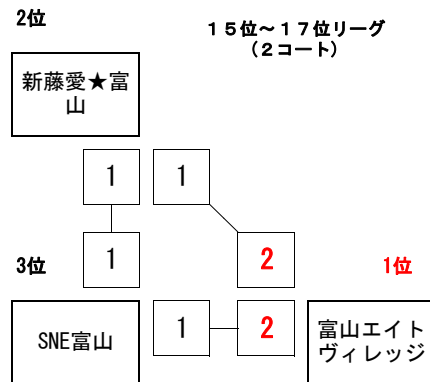 2位
１５位～１７位リーグ
（２コート）
新藤愛★富
山
1 1
3位
1 2
1位
SNE富山
1 2
富山エイト
ヴィレッジ